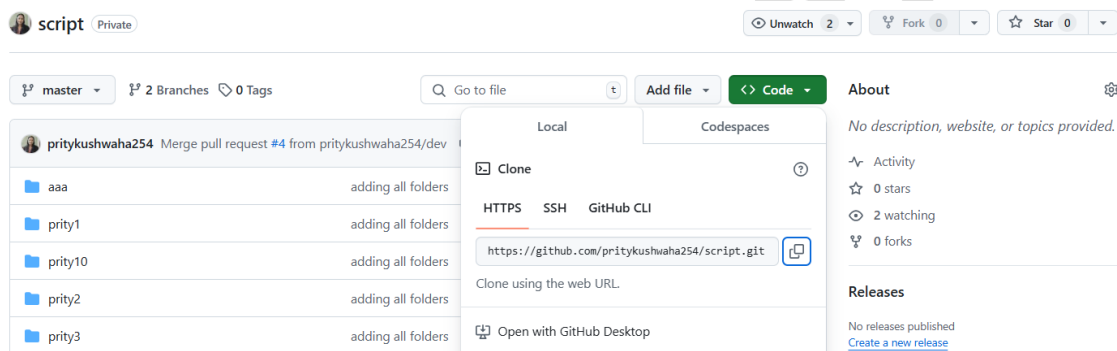 script Private
Unwatch 2
Fork 0
Star 0
master
2 Branches
0 Tags
Go to file
t
Add file
Code
pritykushwaha254 Merge pull request #4 from pritykushwaha254/dev
aaa adding all folders
prity1 adding all folders
prity10 adding all folders
prity2 adding all folders
prity3 adding all folders
Local
Codespaces
Clone
HTTPS
SSH
GitHub CLI
https://github.com/pritykushwaha254/script.git
Clone using the web URL.
Open with GitHub Desktop
About
No description, website, or topics provided.
Activity
0 stars
2 watching
0 forks
Releases
No releases published
Create a new release